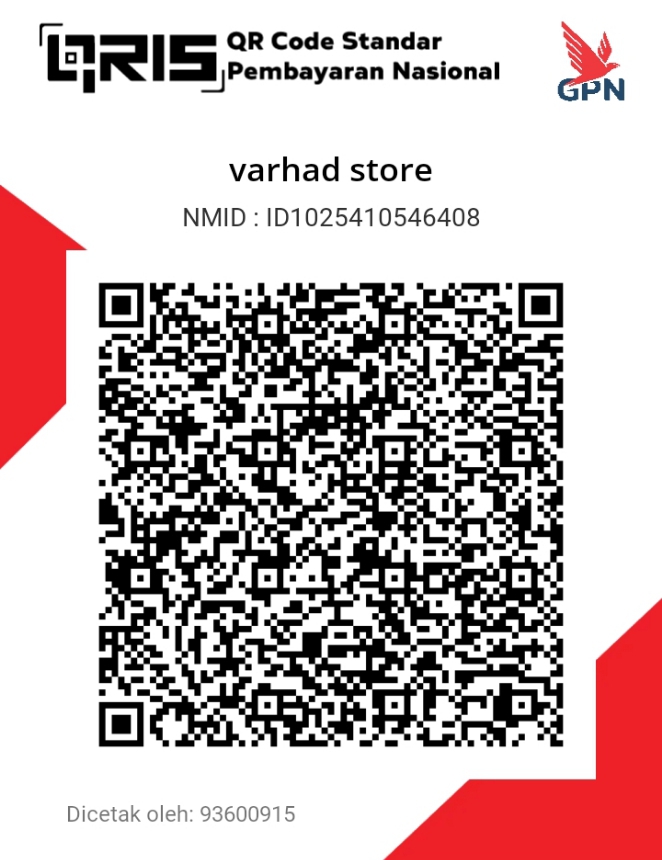 QRIS QR Code Standar
Pembayaran Nasional
GPN
varhad store
NMID : ID1025410546408
Dicetak oleh: 93600915